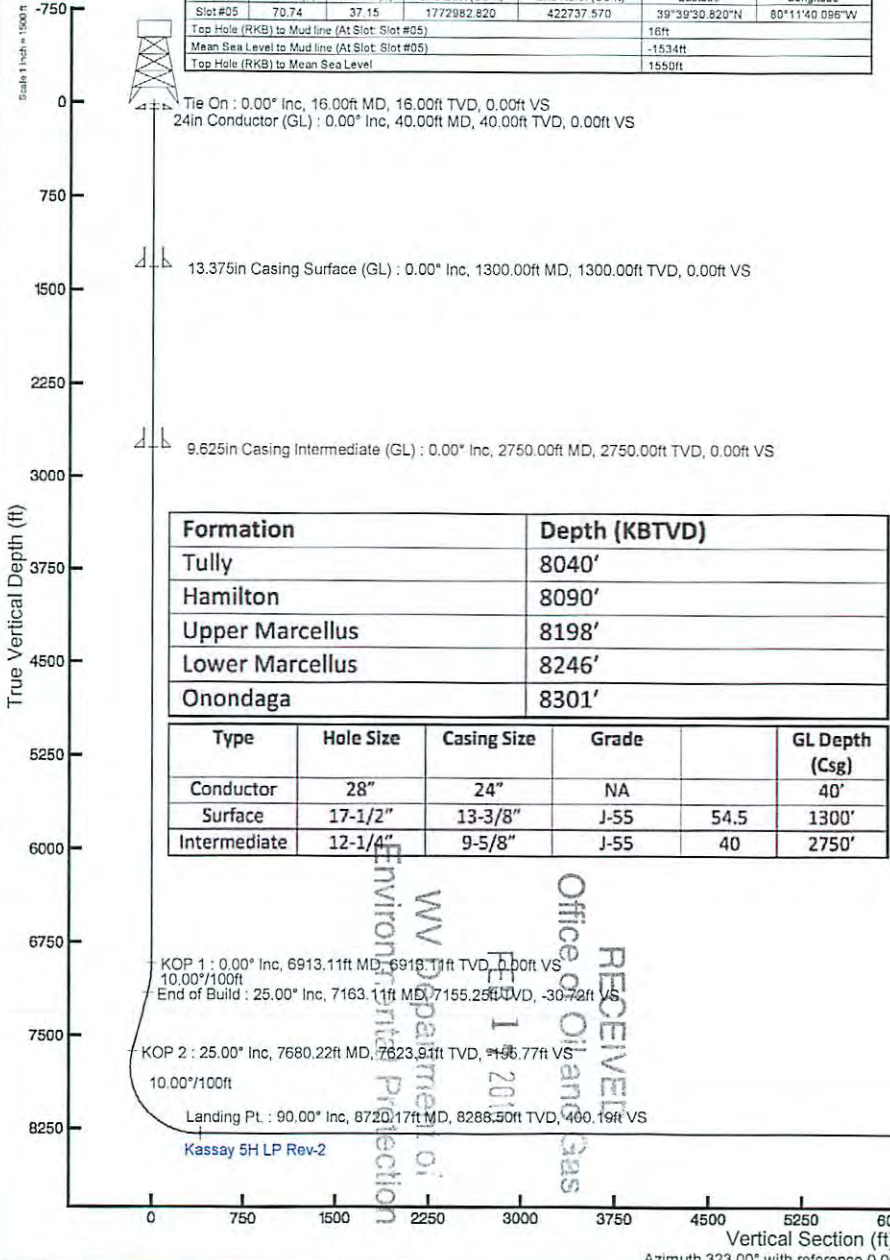 Scale 1 inch = 1500 ft
Slot #05 70.74 37.15 1772982.820 422737.570 39°39'30.820"N 80°11'40.096"W
Top Hole (RKB) to Mud line (At Slot: Slot #05) 16ft
Mean Sea Level to Mud line (At Slot: Slot #05) -1534ft
Top Hole (RKB) to Mean Sea Level 1550ft
-750
0
750
1500
2250
3000
3750
4500
5250
6000
6750
7500
8250
True Vertical Depth (ft)
Tie On : 0.00° Inc, 16.00ft MD, 16.00ft TVD, 0.00ft VS
24in Conductor (GL) : 0.00° Inc, 40.00ft MD, 40.00ft TVD, 0.00ft VS
13.375in Casing Surface (GL) : 0.00° Inc, 1300.00ft MD, 1300.00ft TVD, 0.00ft VS
9.625in Casing Intermediate (GL) : 0.00° Inc, 2750.00ft MD, 2750.00ft TVD, 0.00ft VS
Formation Depth (KBTVD)
Tully 8040'
Hamilton 8090'
Upper Marcellus 8198'
Lower Marcellus 8246'
Onondaga 8301'
Type Hole Size Casing Size Grade GL Depth (Csg)
Conductor 28" 24" NA 40'
Surface 17-1/2" 13-3/8" J-55 54.5 1300'
Intermediate 12-1/4" 9-5/8" J-55 40 2750'
RECEIVED
Office of Oil and Gas
FEB 1
WV Department of
Environmental Protection
KOP 1 : 0.00° Inc, 6913.11ft MD, 6913.11ft TVD, 0.00ft VS
10.00°/100ft
End of Build : 25.00° Inc, 7163.11ft MD, 7155.25ft TVD, -30.72ft VS
KOP 2 : 25.00° Inc, 7680.22ft MD, 7623.91ft TVD, VS
10.00°/100ft
Landing Pt. : 90.00° Inc, 8720.17ft MD, 8288.50ft TVD, 400.19ft VS
Kassay 5H LP Rev-2
0 750 1500 2250 3000 3750 4500 5250
Vertical Section (ft
Azimuth 323.00° with reference